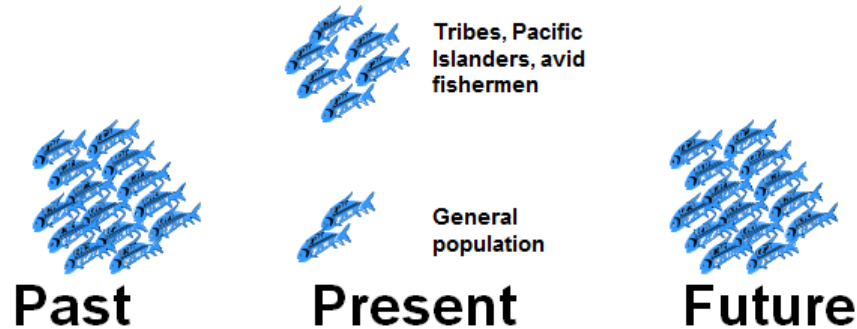 Tribes, Pacific
Islanders, avid
fishermen
General
population
Past
Present
Future